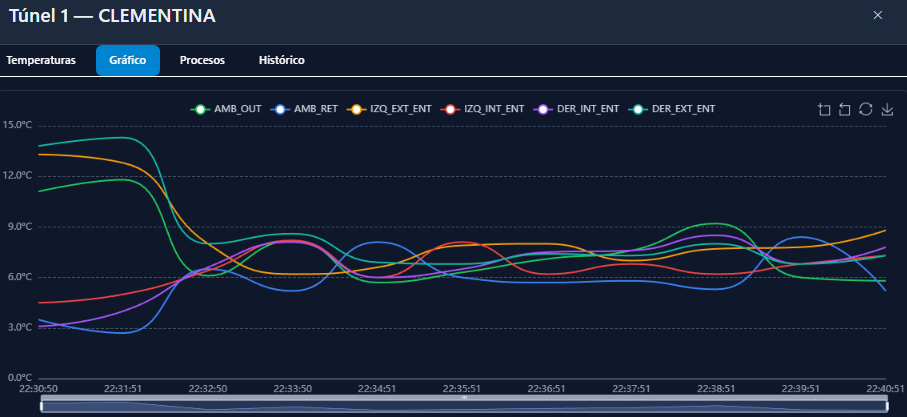 Túnel 1 — CLEMENTINA
Temperaturas Gráfico Procesos Histórico
AMB_OUT AMB_RET IZQ_EXT_ENT IZQ_INT_ENT DER_INT_ENT DER_EXT_ENT
15.0°C
12.0°C
9.0°C
6.0°C
3.0°C
0.0°C
22:30:50 22:31:51 22:32:50 22:33:50 22:34:51 22:35:51 22:36:51 22:37:51 22:38:51 22:39:51 22:40:51